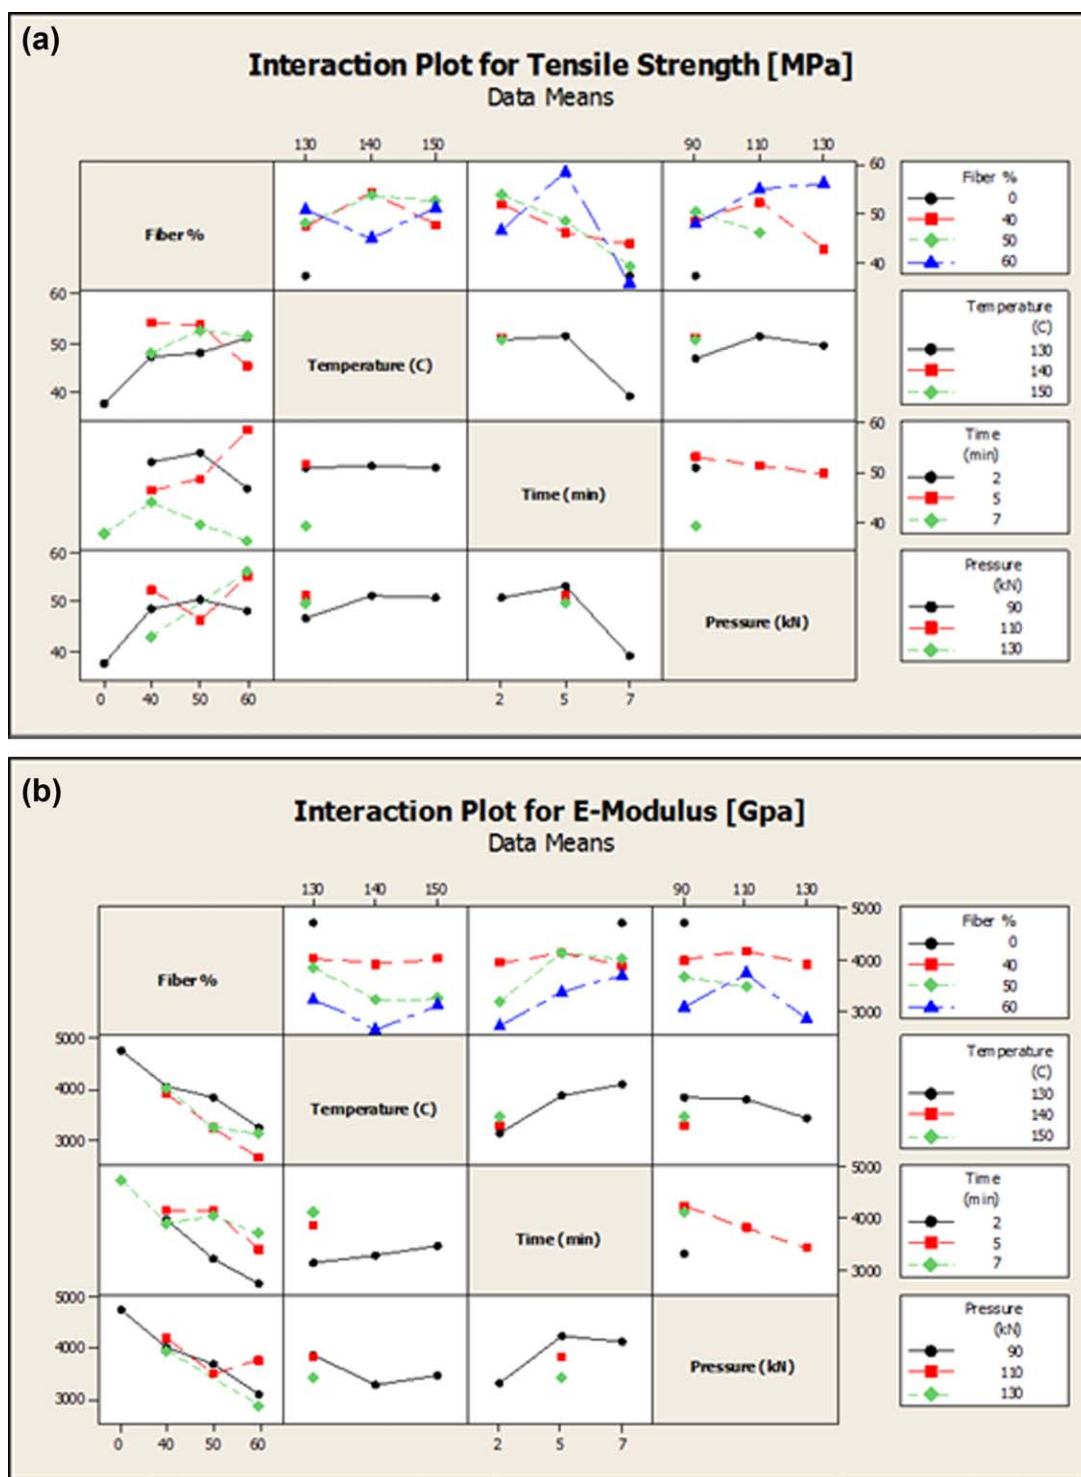 (a)
Interaction Plot for Tensile Strength [MPa]
Data Means
130 140 150
90 110 130
Fiber %
60
50
40
Fiber %
0
40
50
60
60
50
40
Temperature (C)
Temperature
(C)
130
140
150
Time (min)
60
50
40
Time
(min)
2
5
7
60
50
40
Pressure (kN)
Pressure
(kN)
90
110
130
0 40 50 60
2 5 7
(b)
Interaction Plot for E-Modulus [Gpa]
Data Means
130 140 150
90 110 130
Fiber %
5000
4000
3000
Fiber %
0
40
50
60
5000
4000
3000
Temperature (C)
Temperature
(C)
130
140
150
Time (min)
5000
4000
3000
Time
(min)
2
5
7
5000
4000
3000
Pressure (kN)
Pressure
(kN)
90
110
130
0 40 50 60
2 5 7